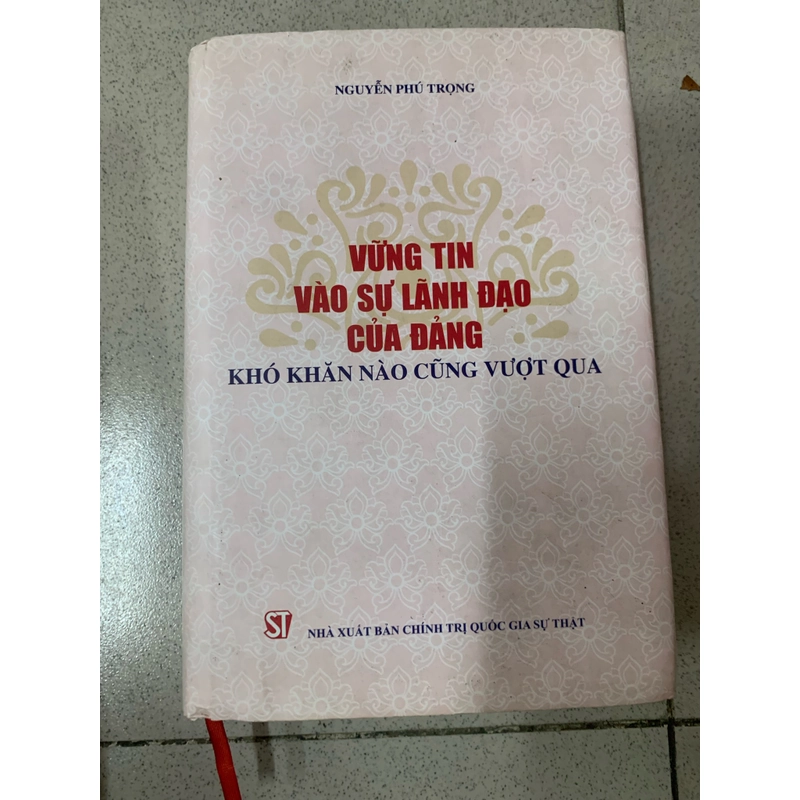 NGUYỄN PHÚ TRỌNG
VỮNG TIN
VÀO SỰ LÃNH ĐẠO
CỦA ĐẢNG
KHÓ KHĂN NÀO CŨNG VƯỢT QUA
ST NHÀ XUẤT BẢN CHÍNH TRỊ QUỐC GIA SỰ THẬT